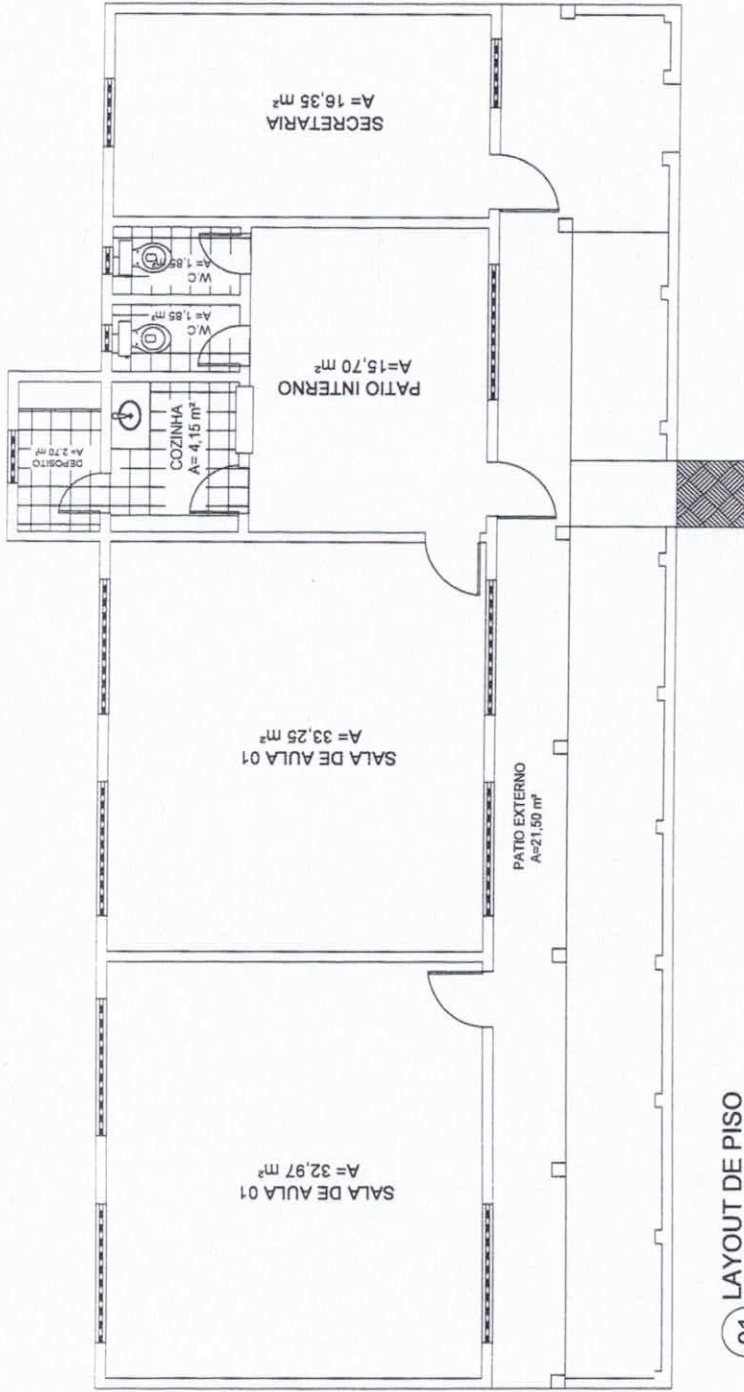 SECRETARIA
A= 16,35 m²
W.C
A= 1,85 m²
W.C
A= 1,85 m²
DEPOSITO
A= 2,70 m²
COZINHA
A= 4,15 m²
PATIO INTERNO
A=15,70 m²
SALA DE AULA 01
A= 33,25 m²
PATIO EXTERNO
A=21,50 m²
SALA DE AULA 01
A= 32,97 m²
01 LAYOUT DE PISO